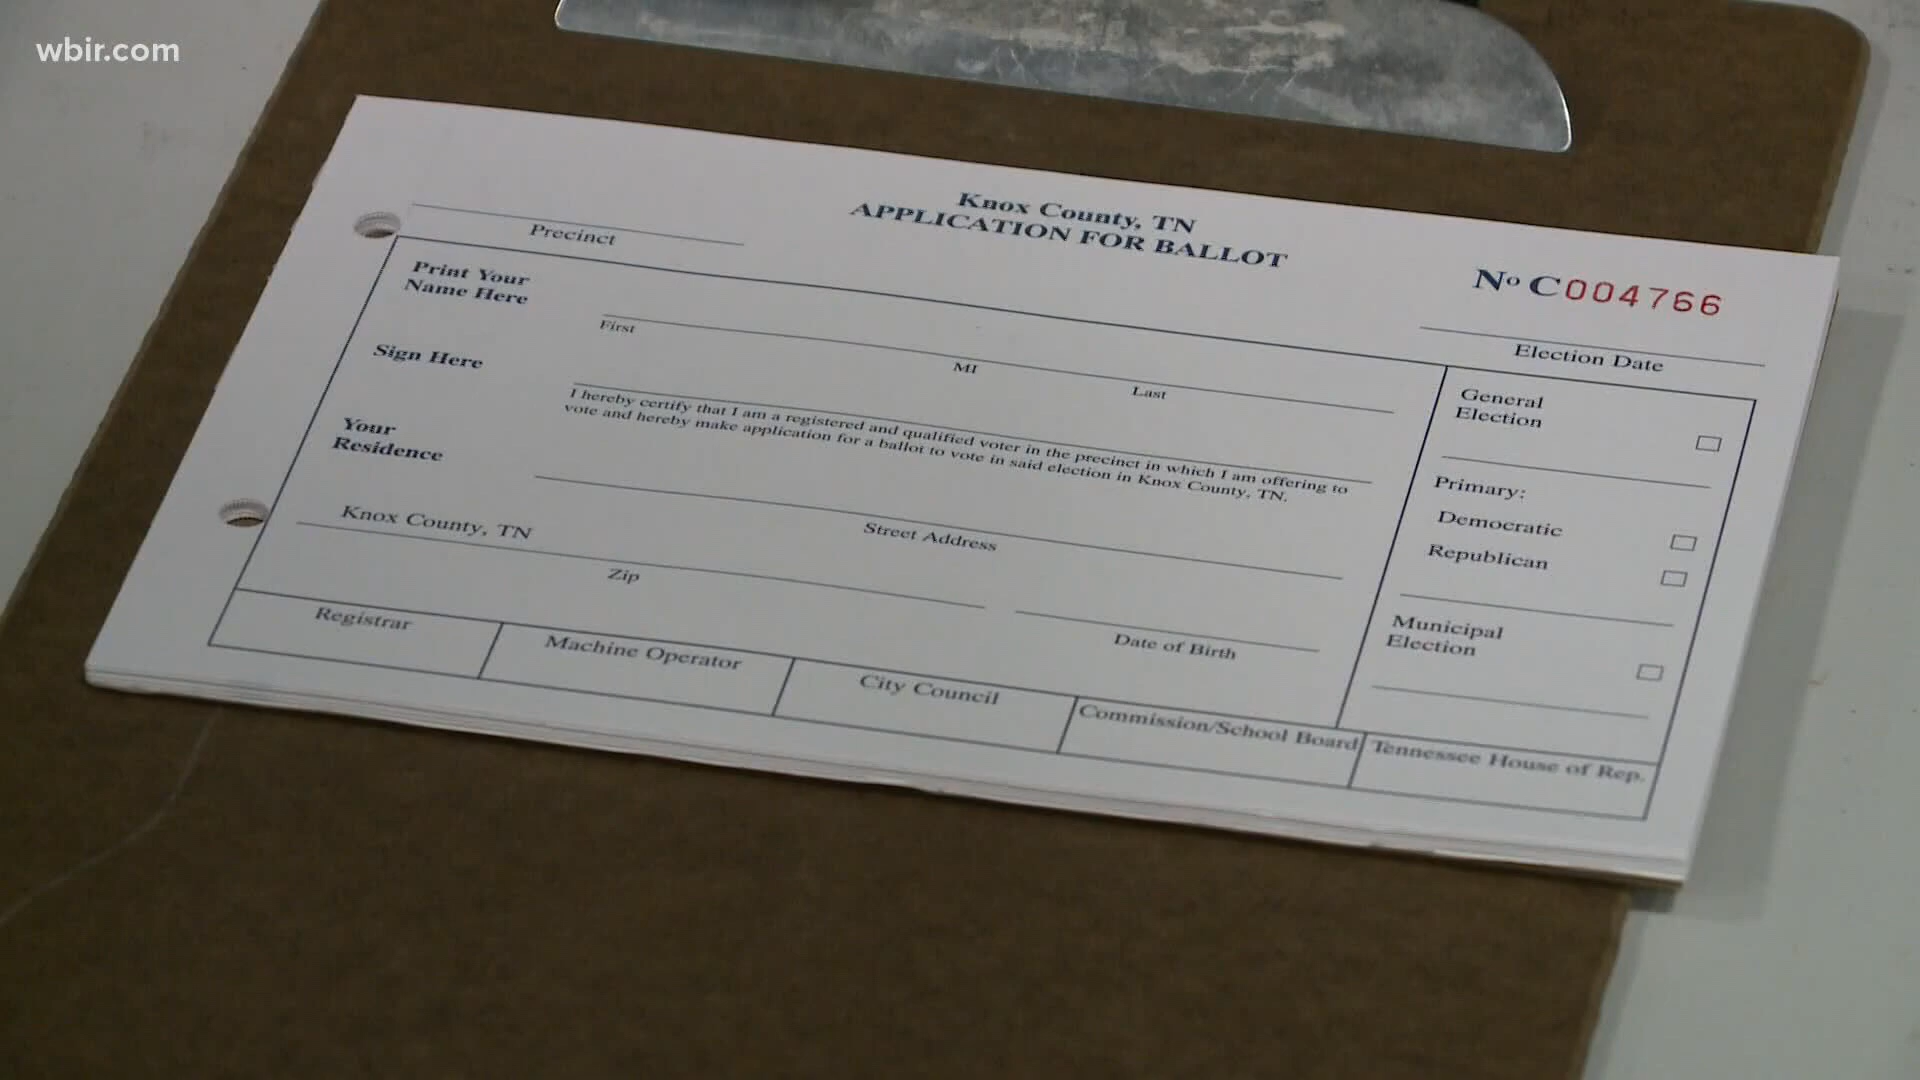 wbir.com
Knox County, TN
APPLICATION FOR BALLOT
Precinct
No C004766
Election Date
Print Your
Name Here
First
MI
Last
Sign Here
I hereby certify that I am a registered and qualified voter in the precinct in which I am offering to
vote and hereby make application for a ballot to vote in said election in Knox County, TN.
Your
Residence
Street Address
Knox County, TN
Zip
Date of Birth
General
Election
Primary:
Democratic
Republican
Municipal
Election
Registrar
Machine Operator
City Council
Commission/School Board
Tennessee House of Rep.